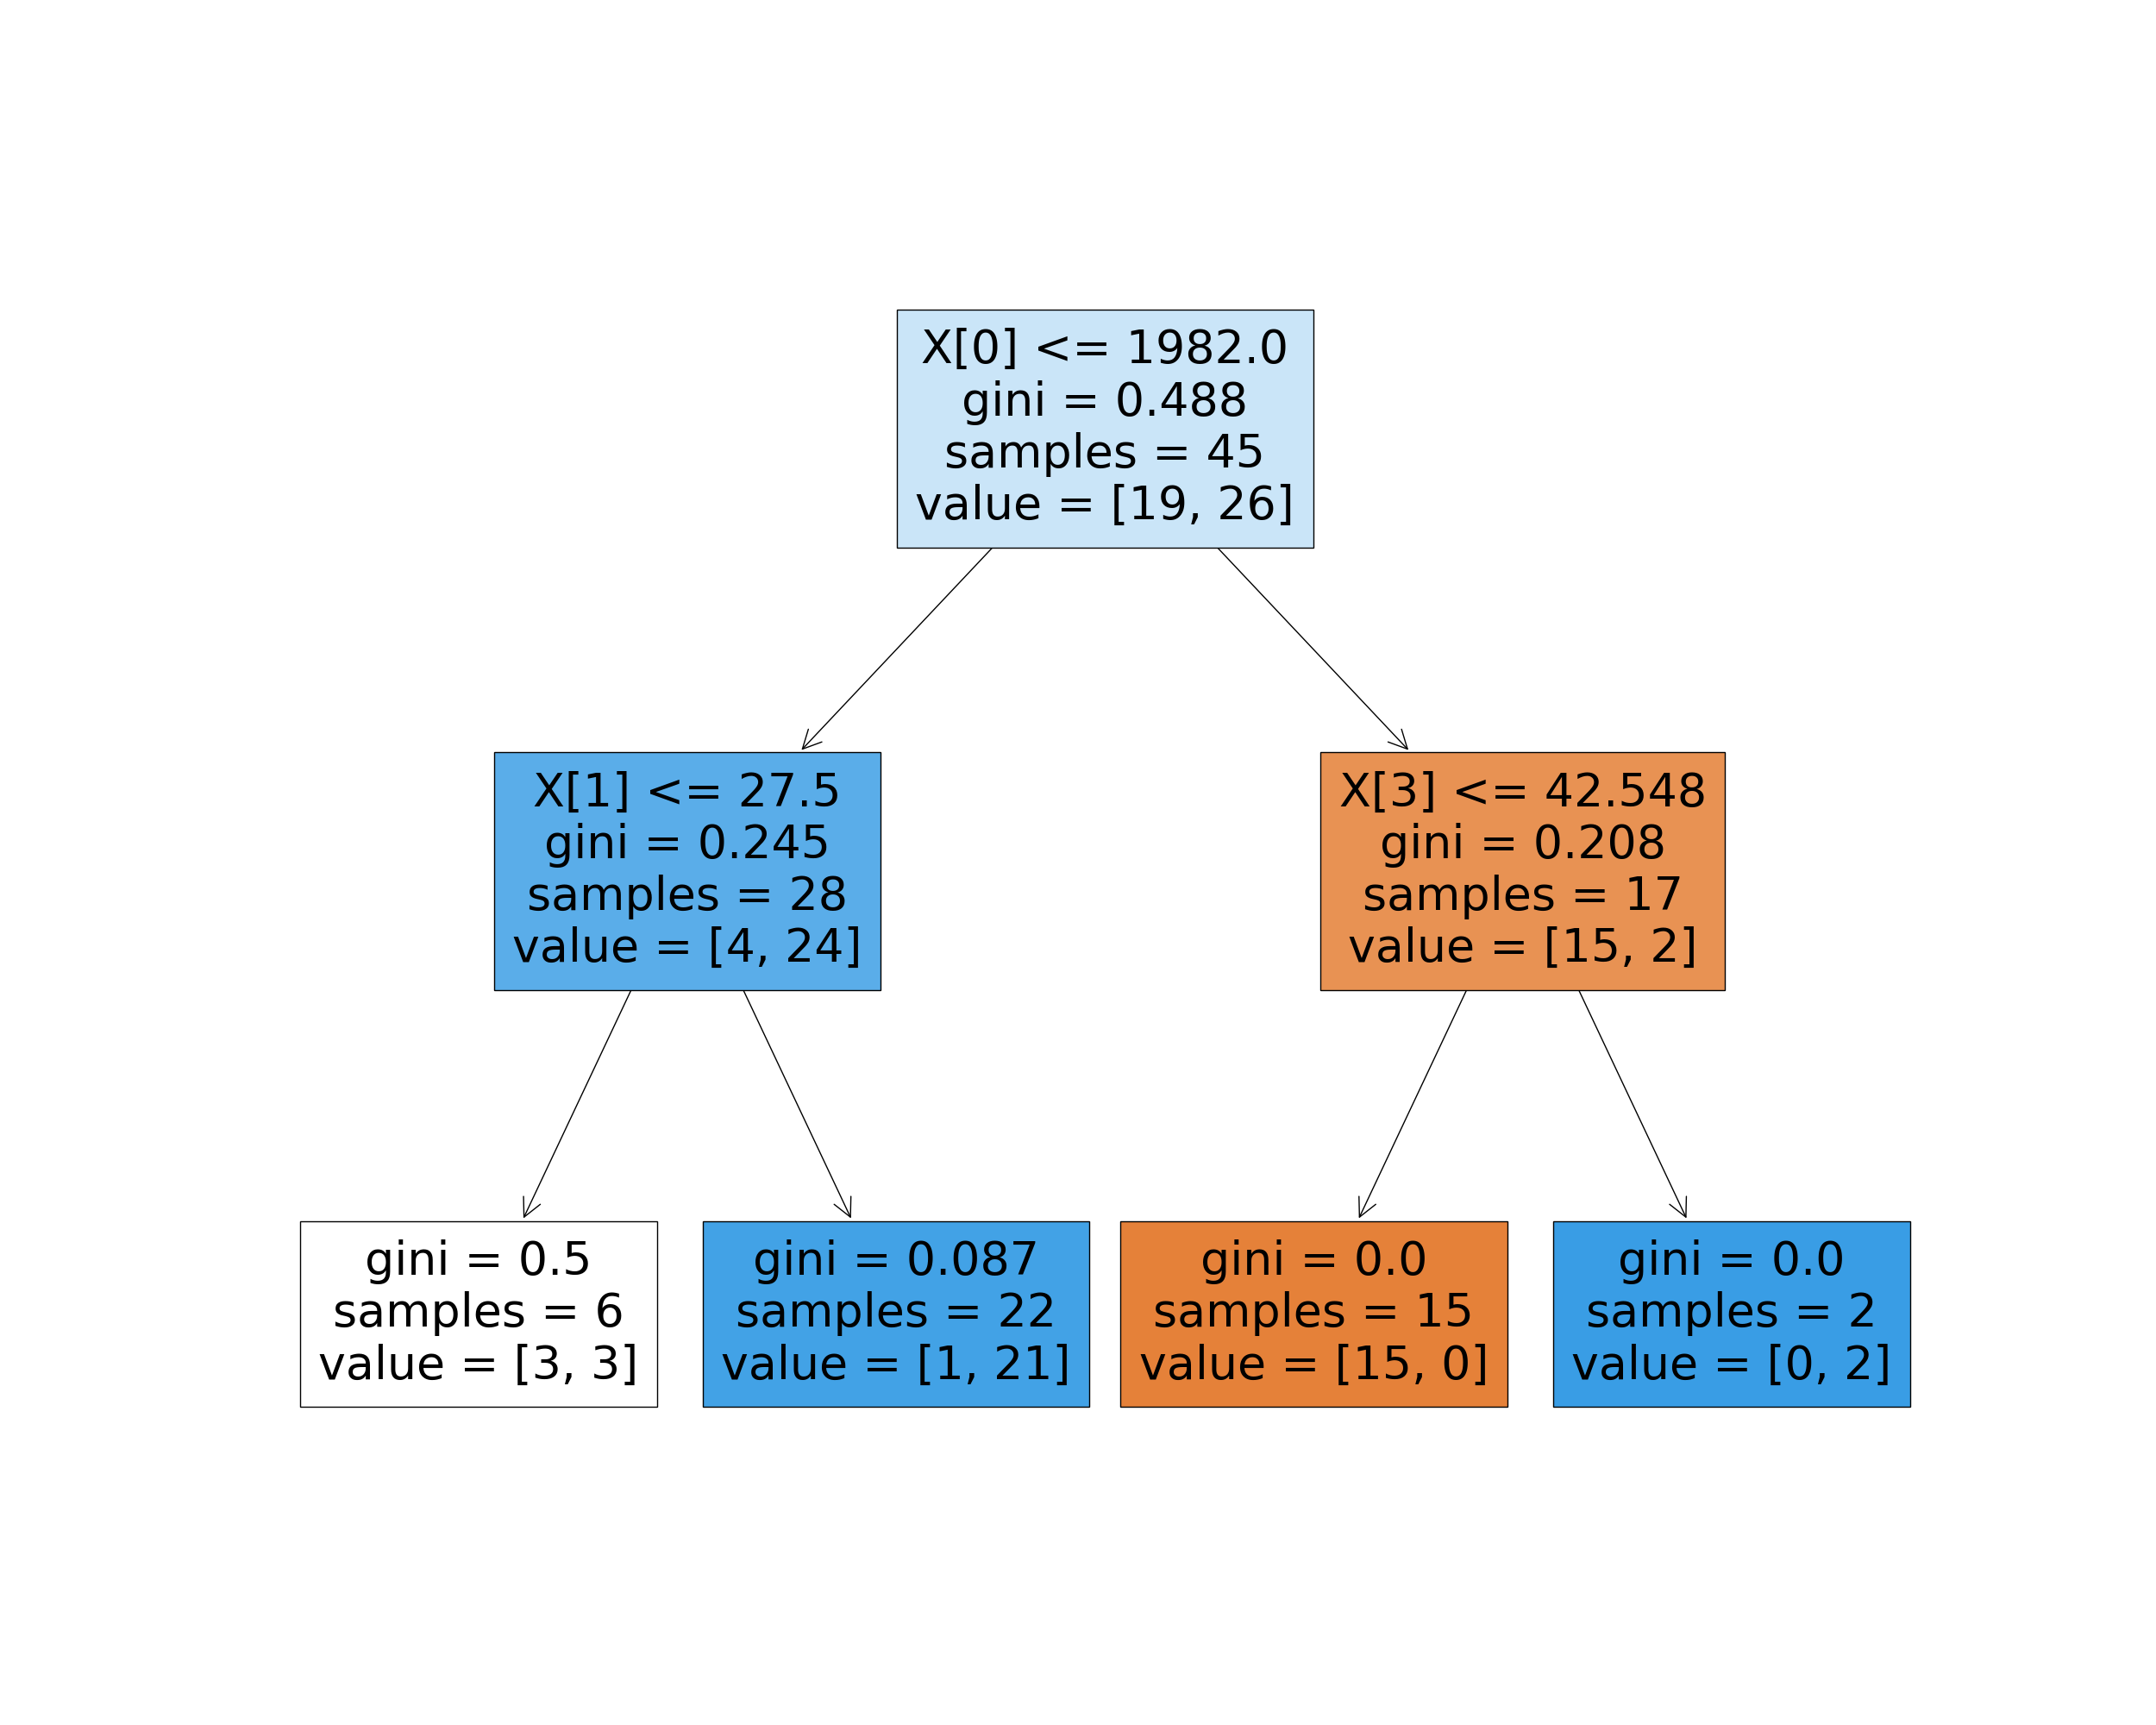 X[0] <= 1982.0
gini = 0.488
samples = 45
value = [19, 26]
X[1] <= 27.5
gini = 0.245
samples = 28
value = [4, 24]
X[3] <= 42.548
gini = 0.208
samples = 17
value = [15, 2]
gini = 0.5
samples = 6
value = [3, 3]
gini = 0.087
samples = 22
value = [1, 21]
gini = 0.0
samples = 15
value = [15, 0]
gini = 0.0
samples = 2
value = [0, 2]